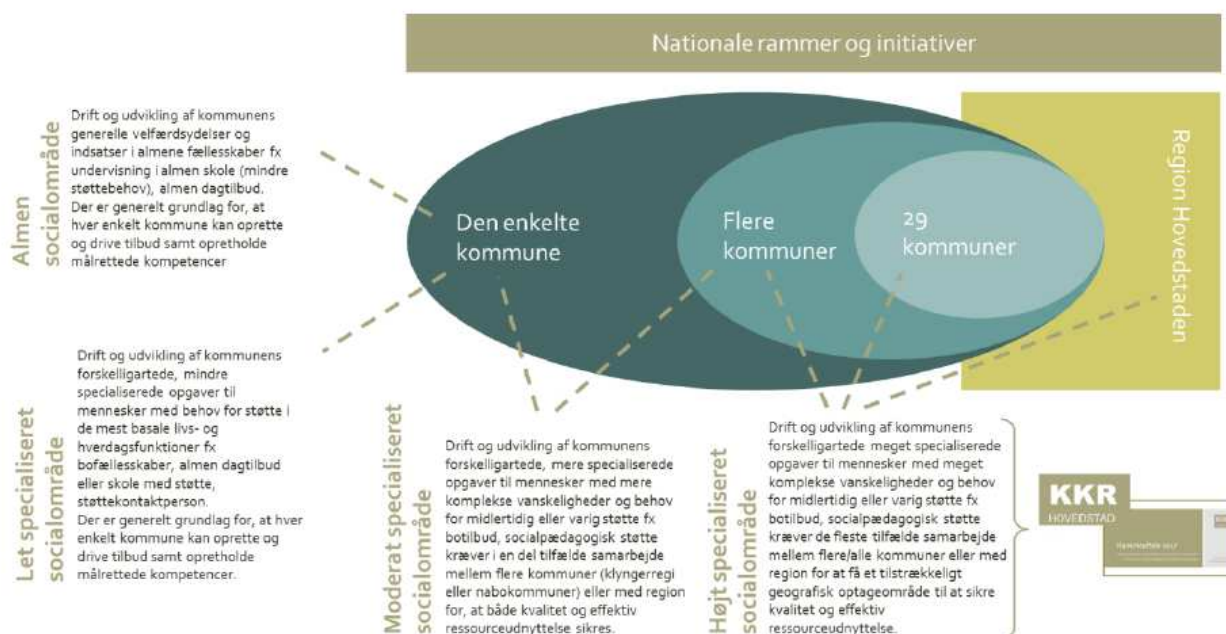 Nationale rammer og initiativer
Almen
socialområde
Drift og udvikling af kommunens
generelle velfærdsydelser og
indsatser i almene fællesskaber fx
undervisning i almen skole (mindre
støttebehov), almen dagtilbud.
Der er generelt grundlag for, at
hver enkelt kommune kan oprette
og drive tilbud samt opretholde
målrettede kompetencer
Den enkelte
kommune
Flere
kommuner
29
kommuner
Region Hovedstaden
Let specialiseret
socialområde
Drift og udvikling af kommunens
forskelligartede, mindre
specialiserede opgaver til
mennesker med behov for støtte i
de mest basale livs- og
hverdagsfunktioner fx
bofællesskaber, almen dagtilbud
eller skole med støtte,
støttekontaktperson.
Der er generelt grundlag for, at hver
enkelt kommune kan oprette og
drive tilbud samt opretholde
målrettede kompetencer.
Moderat specialiseret
socialområde
Drift og udvikling af kommunens
forskelligartede, mere specialiserede
opgaver til mennesker med mere
komplekse vanskeligheder og behov
for midlertidig eller varig støtte fx
botilbud, socialpædagogisk støtte
kræver i en del tilfælde samarbejde
mellem flere kommuner (klyngerregi
eller nabokommuner) eller med region
for, at både kvalitet og effektiv
ressourceudnyttelse sikres.
Højt specialiseret
socialområde
Drift og udvikling af kommunens
forskelligartede meget specialiserede
opgaver til mennesker med meget
komplekse vanskeligheder og behov
for midlertidig eller varig støtte fx
botilbud, socialpædagogisk støtte
kræver de fleste tilfælde samarbejde
mellem flere/alle kommuner eller med
region for at få et tilstrækkeligt
geografisk optageområde til at sikre
kvalitet og effektiv
ressourceudnyttelse.
KKR
HOVEDSTAD